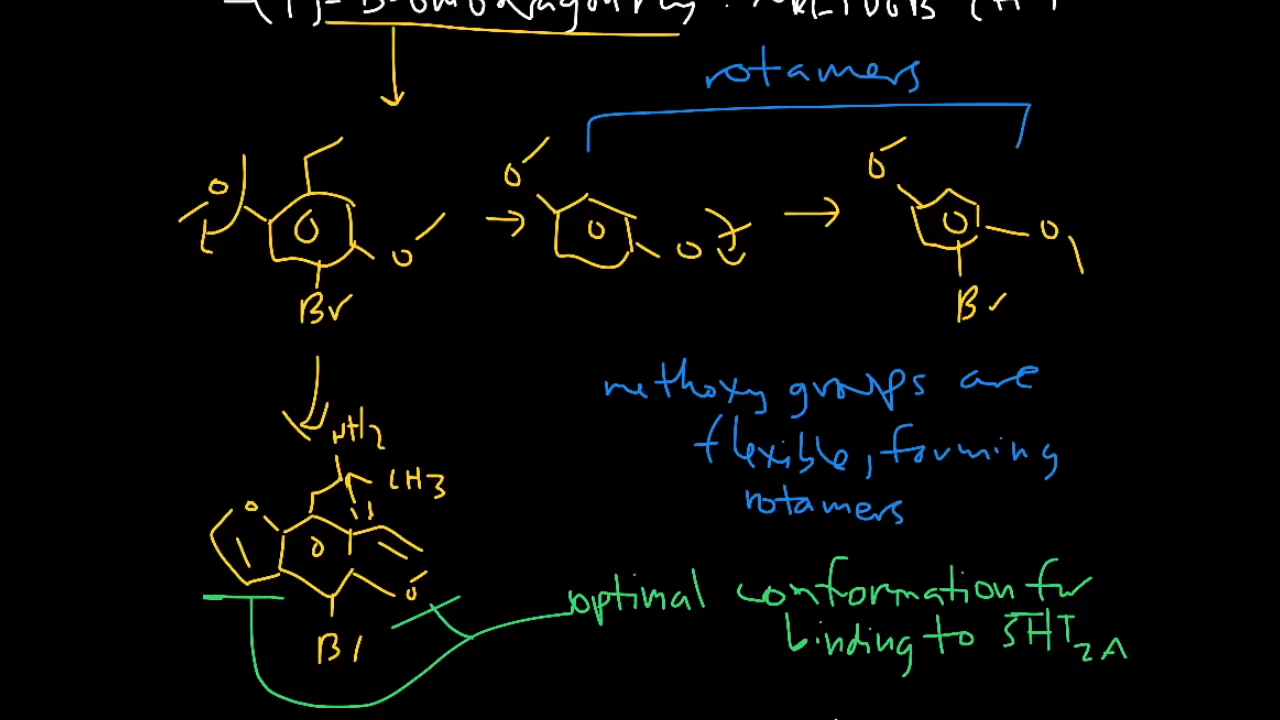 rotamers
O
O
O
O
O
O
O
O
O
Br
Br
methoxy groups are
flexible, forming
rotamers
NH2
CH3
H
O
O
O
Br
optimal conformation for
binding to 5HT2A